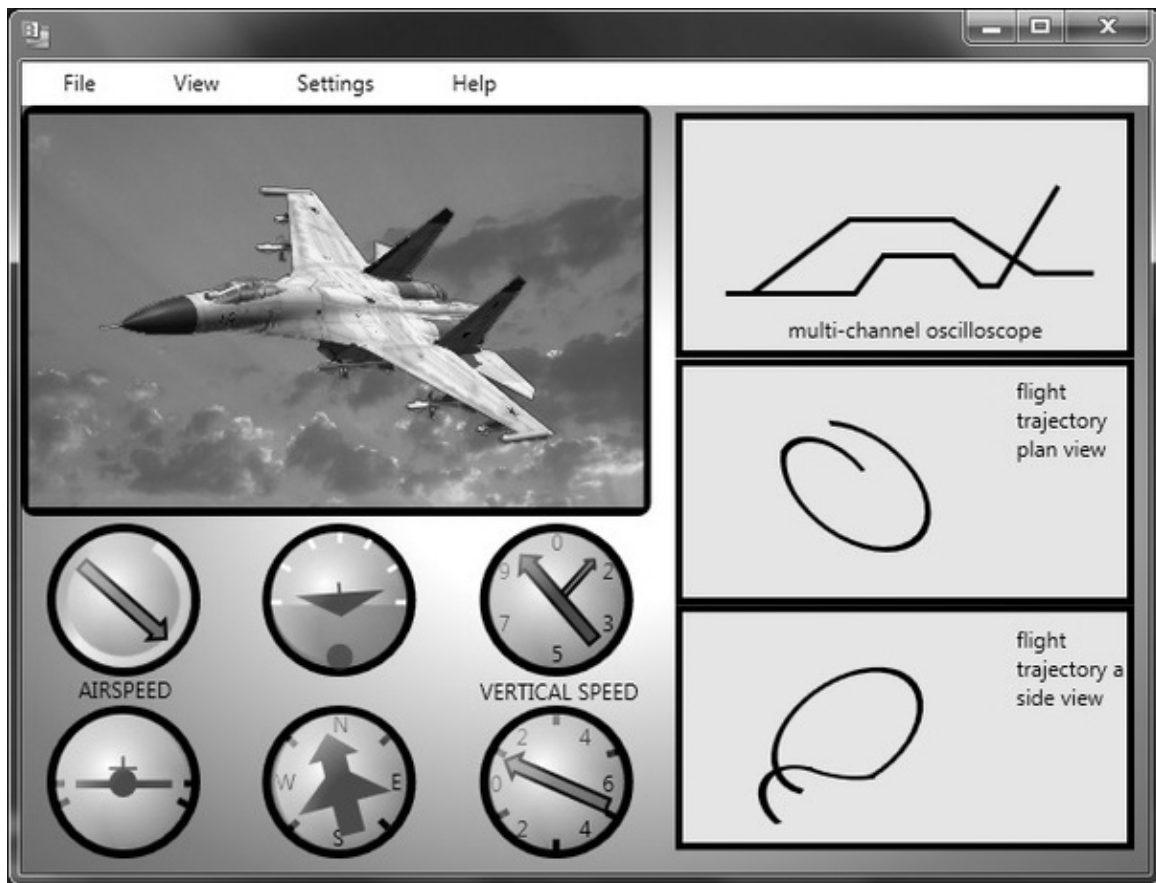 File View Settings Help
multi-channel oscilloscope
flight
trajectory
plan view
flight
trajectory a
side view
0
9 2
7 3
5
AIRSPEED
VERTICAL SPEED
N
W E
S
2 4
0 6
2 4